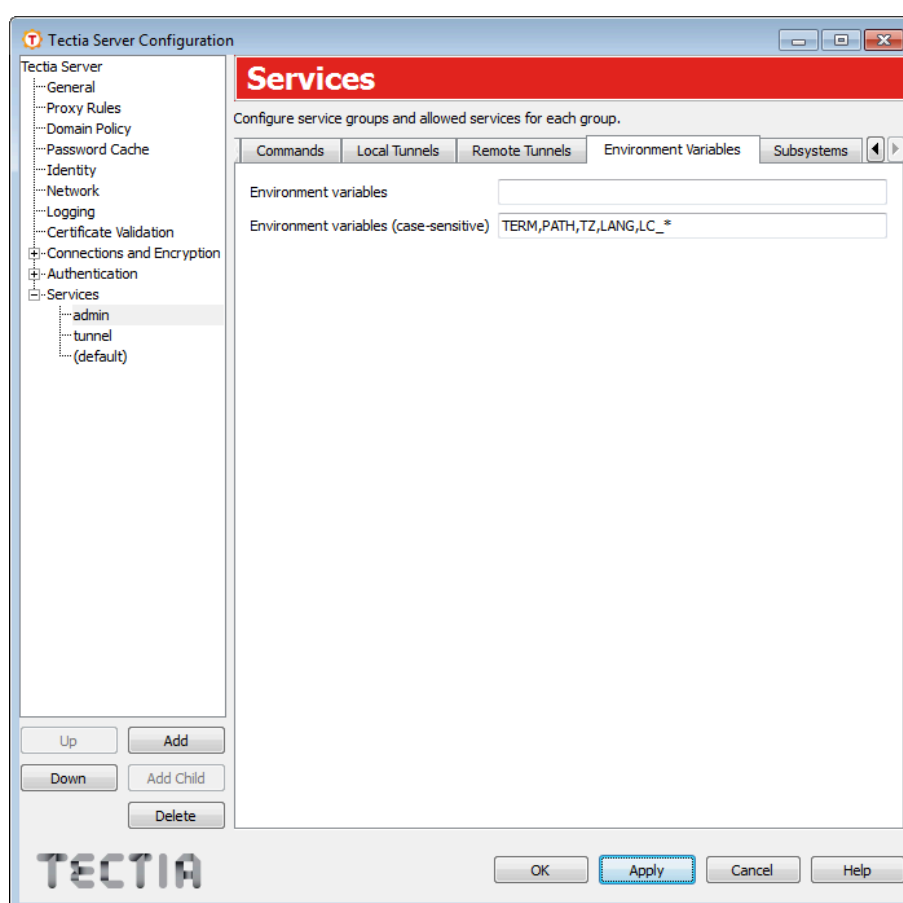 Tectia Server Configuration
Tectia Server
General
Proxy Rules
Domain Policy
Password Cache
Identity
Network
Logging
Certificate Validation
Connections and Encryption
Authentication
Services
admin
tunnel
(default)
Up
Add
Down
Add Child
Delete
TECTIA
Services
Configure service groups and allowed services for each group.
Commands Local Tunnels Remote Tunnels Environment Variables Subsystems
Environment variables
Environment variables (case-sensitive) TERM,PATH,TZ,LANG,LC_*
OK Apply Cancel Help